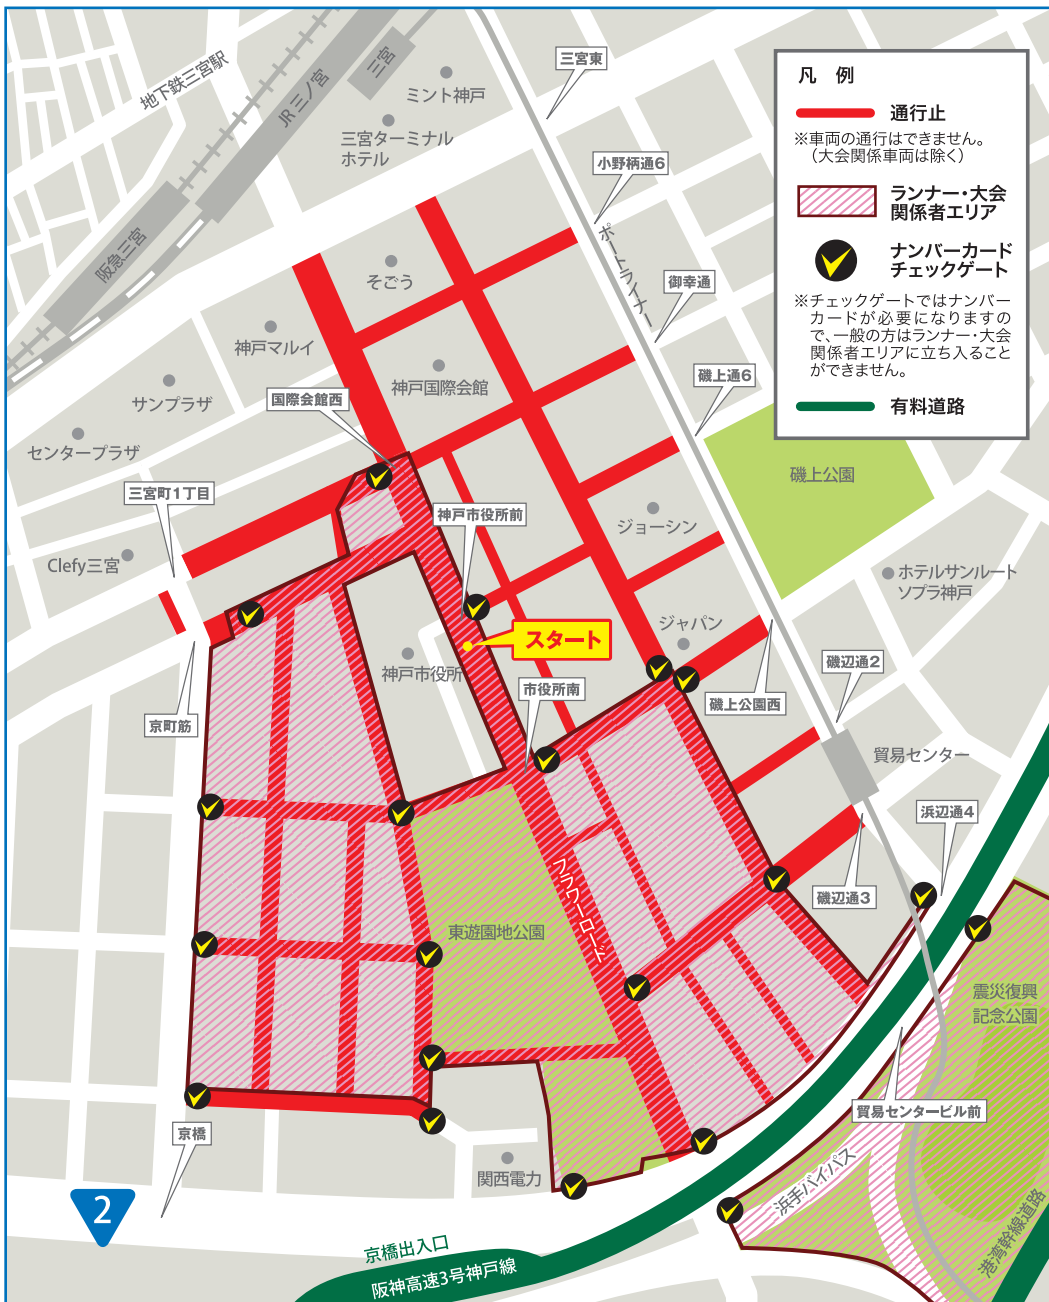 地下鉄三宮駅
JR 三ノ宮
三宮
阪急三宮
ミント神戸
三宮ターミナル
ホテル
三宮東
小野柄通6
ポートライナー
御幸通
磯上通6
凡　例
通行止
※車両の通行はできません。
（大会関係車両は除く）
ランナー・大会
関係者エリア
ナンバーカード
チェックゲート
※チェックゲートではナンバー
カードが必要になりますの
で、一般の方はランナー・大会
関係者エリアに立ち入ること
ができません。
有料道路
そごう
神戸マルイ
神戸国際会館
サンプラザ
国際会館西
センタープラザ
三宮町1丁目
神戸市役所前
Clefy三宮
ジョーシン
磯上公園
ホテルサンルート
ソプラ神戸
スタート
ジャパン
神戸市役所
市役所南
磯上公園西
磯辺通2
京町筋
貿易センター
浜辺通4
磯辺通3
フラワーロード
東遊園地公園
震災復興
記念公園
貿易センタービル前
京橋
関西電力
浜手バイパス
2
京橋出入口
阪神高速3号神戸線
港湾幹線道路